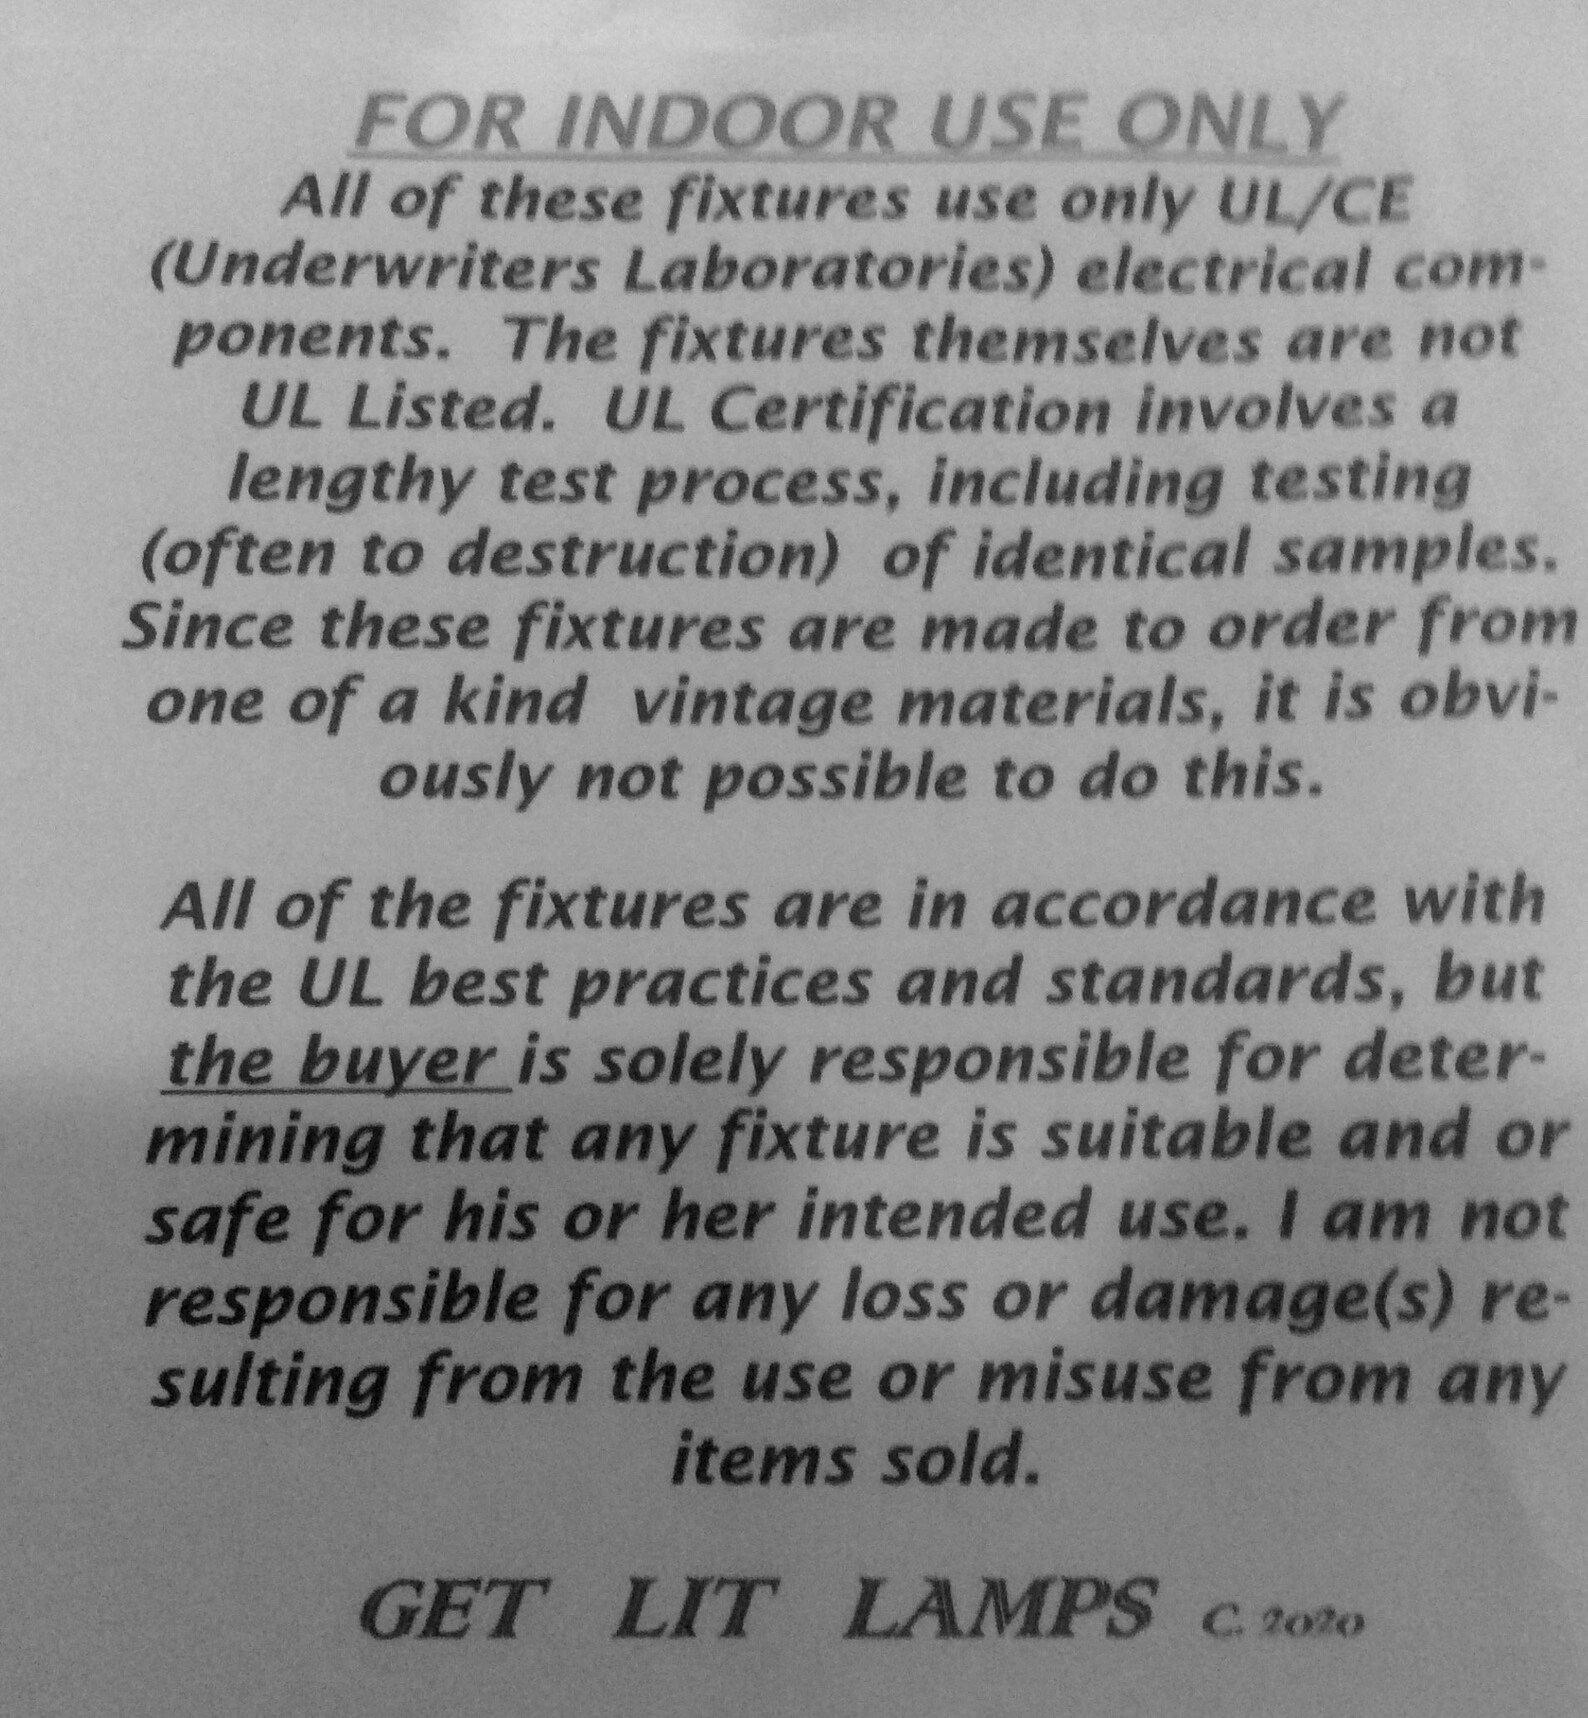 FOR INDOOR USE ONLY
All of these fixtures use only UL/CE
(Underwriters Laboratories) electrical com-
ponents.  The fixtures themselves are not
UL Listed.  UL Certification involves a
lengthy test process, including testing
(often to destruction)  of identical samples.
Since these fixtures are made to order from
one of a kind  vintage materials, it is obvi-
ously not possible to do this.
All of the fixtures are in accordance with
the UL best practices and standards, but
the buyer is solely responsible for deter-
mining that any fixture is suitable and or
safe for his or her intended use. I am not
responsible for any loss or damage(s) re-
sulting from the use or misuse from any
items sold.
GET LIT LAMPS C. 2020